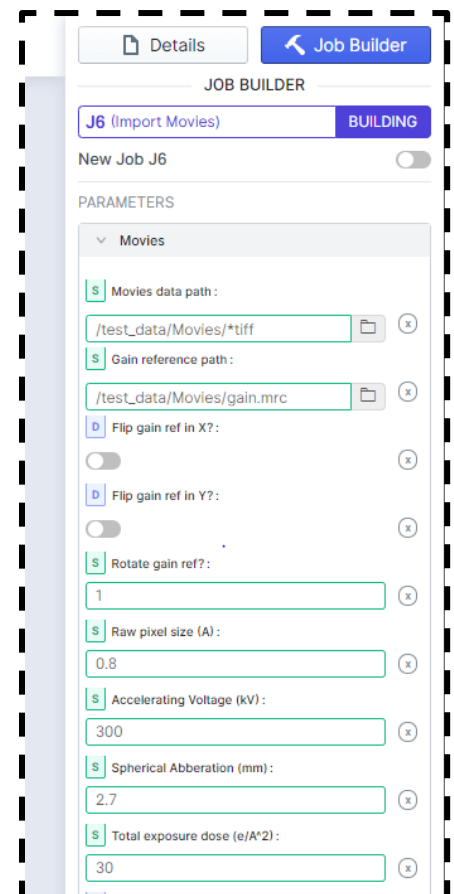 Details Job Builder
JOB BUILDER
J6 (Import Movies) BUILDING
New Job J6
PARAMETERS
Movies
S Movies data path :
/test_data/Movies/*tiff x
S Gain reference path :
/test_data/Movies/gain.mrc x
D Flip gain ref in X? :
x
D Flip gain ref in Y? :
x
S Rotate gain ref? :
1 x
S Raw pixel size (A) :
0.8 x
S Accelerating Voltage (kV) :
300 x
S Spherical Abberation (mm) :
2.7 x
S Total exposure dose (e/A^2) :
30 x